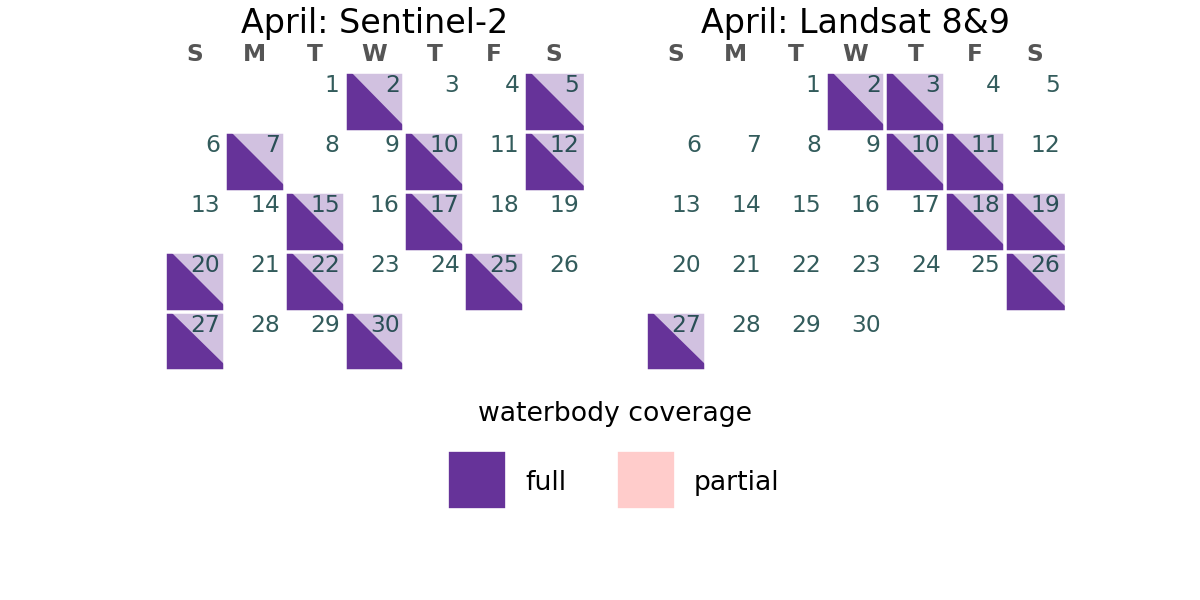 April: Sentinel-2
S M T W T F S
1 2 3 4 5
6 7 8 9 10 11 12
13 14 15 16 17 18 19
20 21 22 23 24 25 26
27 28 29 30
April: Landsat 8&9
S M T W T F S
1 2 3 4 5
6 7 8 9 10 11 12
13 14 15 16 17 18 19
20 21 22 23 24 25 26
27 28 29 30
waterbody coverage
full partial